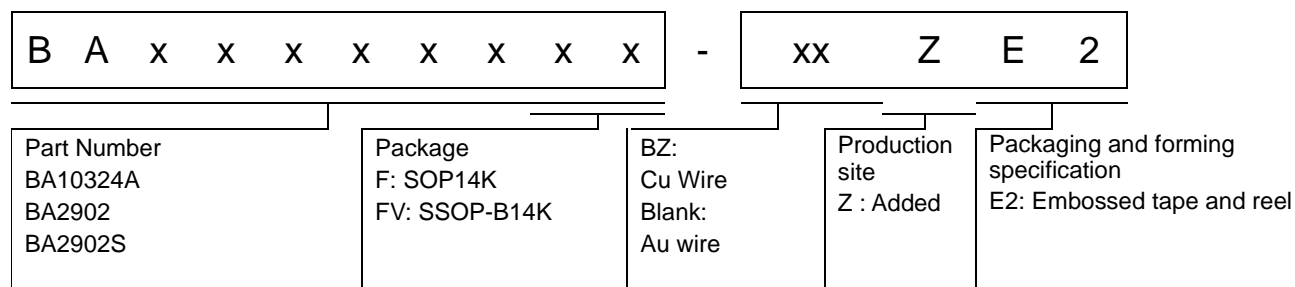 B A x x x x x x x x - xx Z E 2
Part Number
BA10324A
BA2902
BA2902S
Package
F: SOP14K
FV: SSOP-B14K
BZ:
Cu Wire
Blank:
Au wire
Production
site
Z : Added
Packaging and forming
specification
E2: Embossed tape and reel